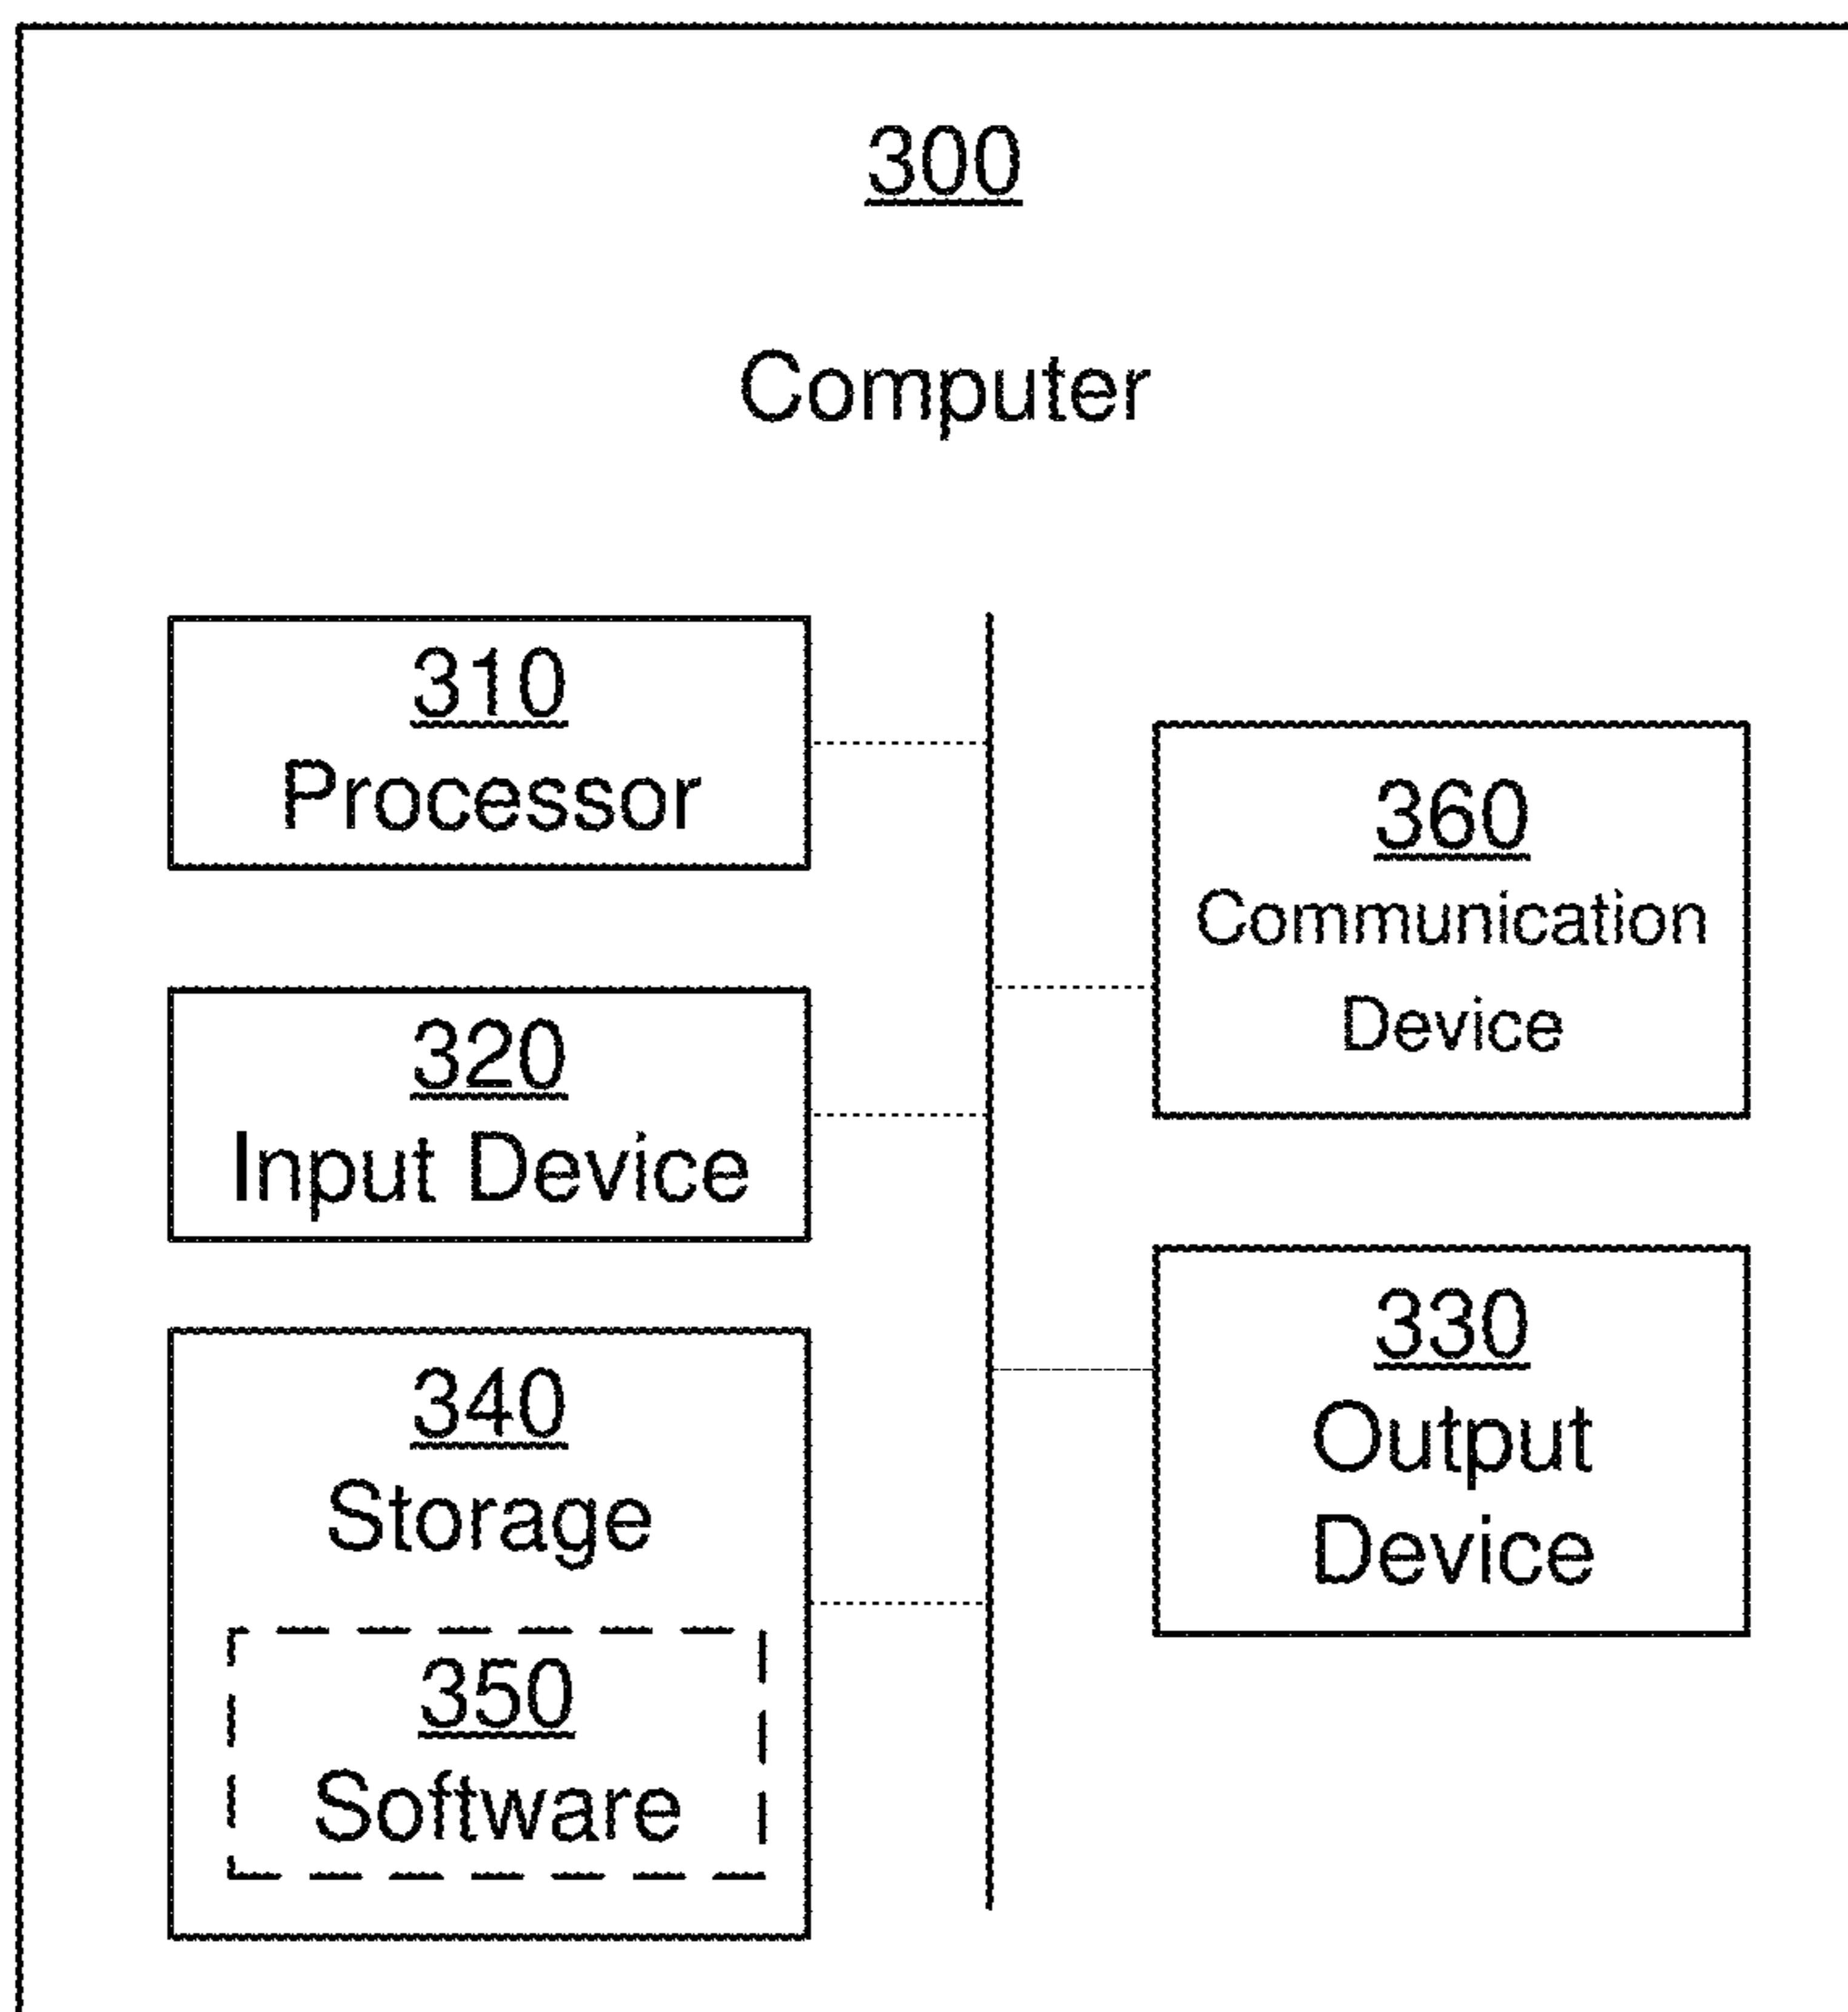 300
Computer
310
Processor
320
Input Device
340
Storage
350
Software
360
Communication
Device
330
Output
Device